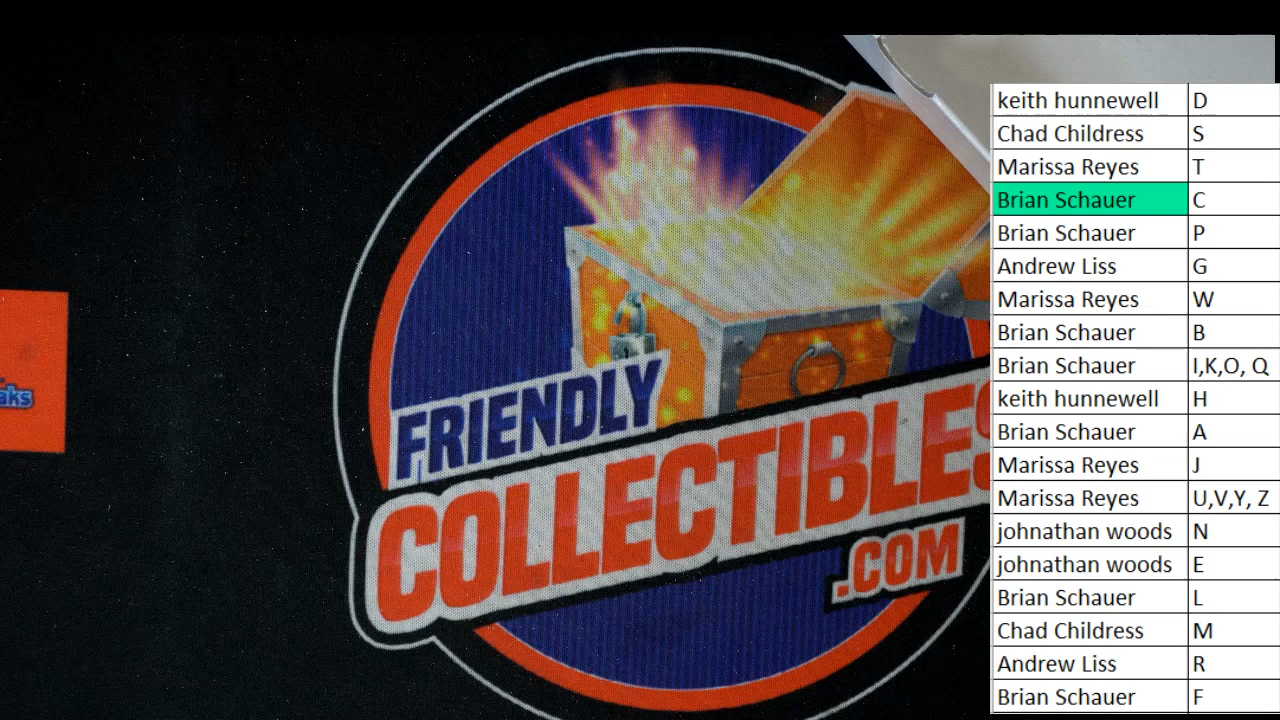 aks
FRIENDLY
COLLECTIBLES
.COM
keith hunnewell D
Chad Childress S
Marissa Reyes T
Brian Schauer C
Brian Schauer P
Andrew Liss G
Marissa Reyes W
Brian Schauer B
Brian Schauer I,K,O, Q
keith hunnewell H
Brian Schauer A
Marissa Reyes J
Marissa Reyes U,V,Y, Z
johnathan woods N
johnathan woods E
Brian Schauer L
Chad Childress M
Andrew Liss R
Brian Schauer F